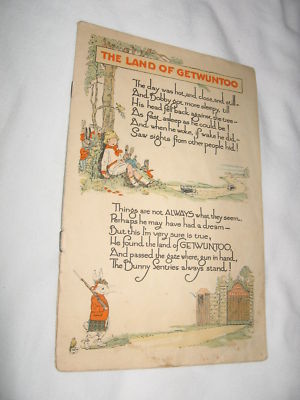 THE LAND OF GETWUNTOO
The day was hot, and close, and still—
And Bobby got more sleepy, till
His head fell back against the tree—
As fast asleep as he could be!
And when he woke, if wake he did—
Saw sights from other people hid!
Things are not ALWAYS what they seem..
Perhaps he may have had a dream—
But this I'm very sure is true,
He found the land of GETWUNTOO,
And passed the gate where, gun in hand,
The Bunny Sentries always stand!